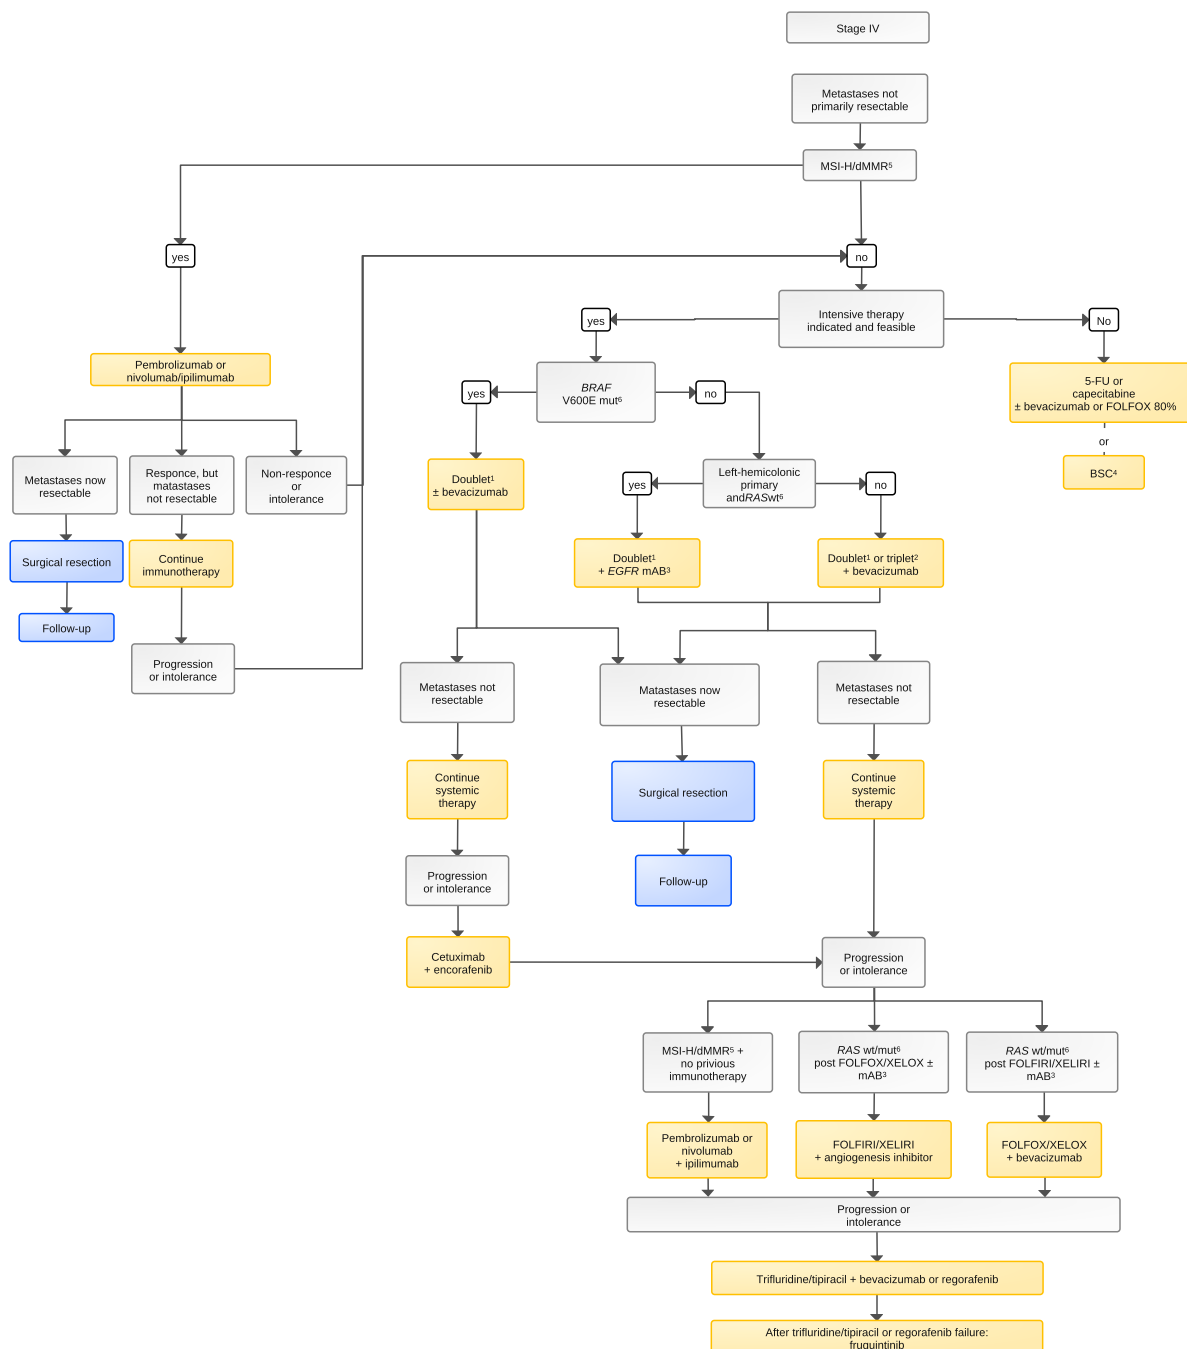 Stage IV
Metastases not
primarily resectable
MSI-H/dMMR⁵
yes
no
Intensive therapy
indicated and feasible
yes
No
Pembrolizumab or
nivolumab/ipilimumab
BRAF
V600E mut⁶
yes
no
5-FU or
capecitabine
± bevacizumab or FOLFOX 80%
or
BSC⁴
Metastases now
resectable
Responce, but
matastases
not resectable
Non-responce
or
intolerance
Doublet¹
± bevacizumab
Left-hemicolonic
primary
andRASwt⁶
yes
no
Surgical resection
Continue
immunotherapy
Doublet¹
+ EGFR mAB³
Doublet¹ or triplet²
+ bevacizumab
Follow-up
Progression
or intolerance
Metastases not
resectable
Matastases now
resectable
Metastases not
resectable
Continue
systemic
therapy
Surgical resection
Continue
systemic
therapy
Progression
or intolerance
Follow-up
Cetuximab
+ encorafenib
Progression
or intolerance
MSI-H/dMMR⁵ +
no privious
immunotherapy
RAS wt/mut⁶
post FOLFOX/XELOX ±
mAB³
RAS wt/mut⁶
post FOLFIRI/XELIRI ±
mAB³
Pembrolizumab or
nivolumab
+ ipilimumab
FOLFIRI/XELIRI
+ angiogenesis inhibitor
FOLFOX/XELOX
+ bevacizumab
Progression or
intolerance
Trifluridine/tipiracil + bevacizumab or regorafenib
After trifluridine/tipiracil or regorafenib failure:
fruquintinib